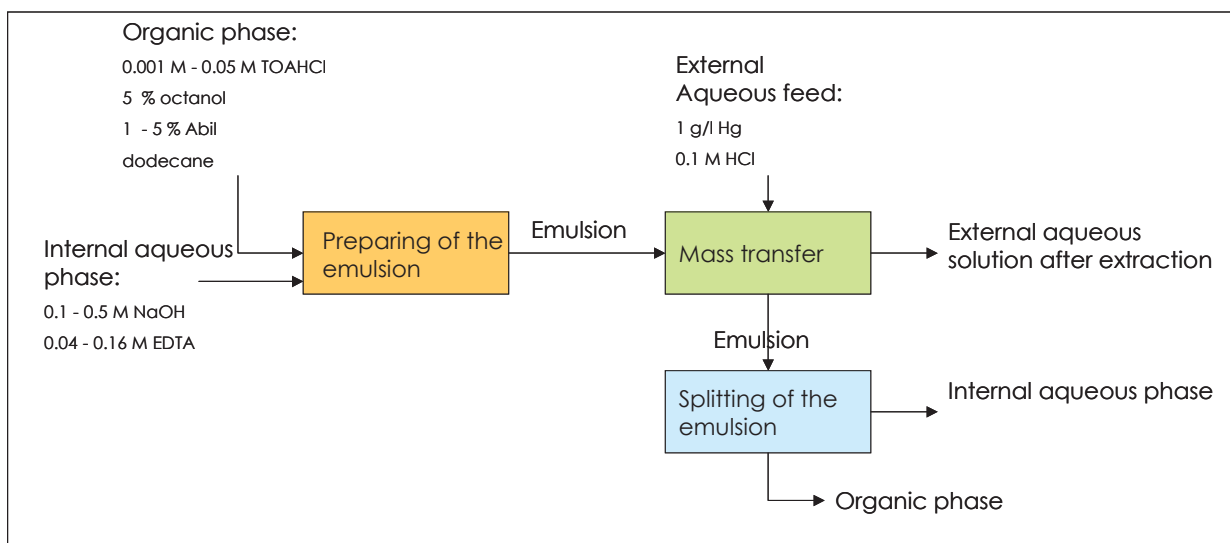 Organic phase:
0.001 M - 0.05 M TOAHCl
5 % octanol
1 - 5 % Abil
dodecane
External
Aqueous feed:
1 g/l Hg
0.1 M HCl
Internal aqueous
phase:
0.1 - 0.5 M NaOH
0.04 - 0.16 M EDTA
Preparing of the
emulsion
Emulsion
Mass transfer
External aqueous
solution after extraction
Emulsion
Splitting of the
emulsion
Internal aqueous phase
Organic phase